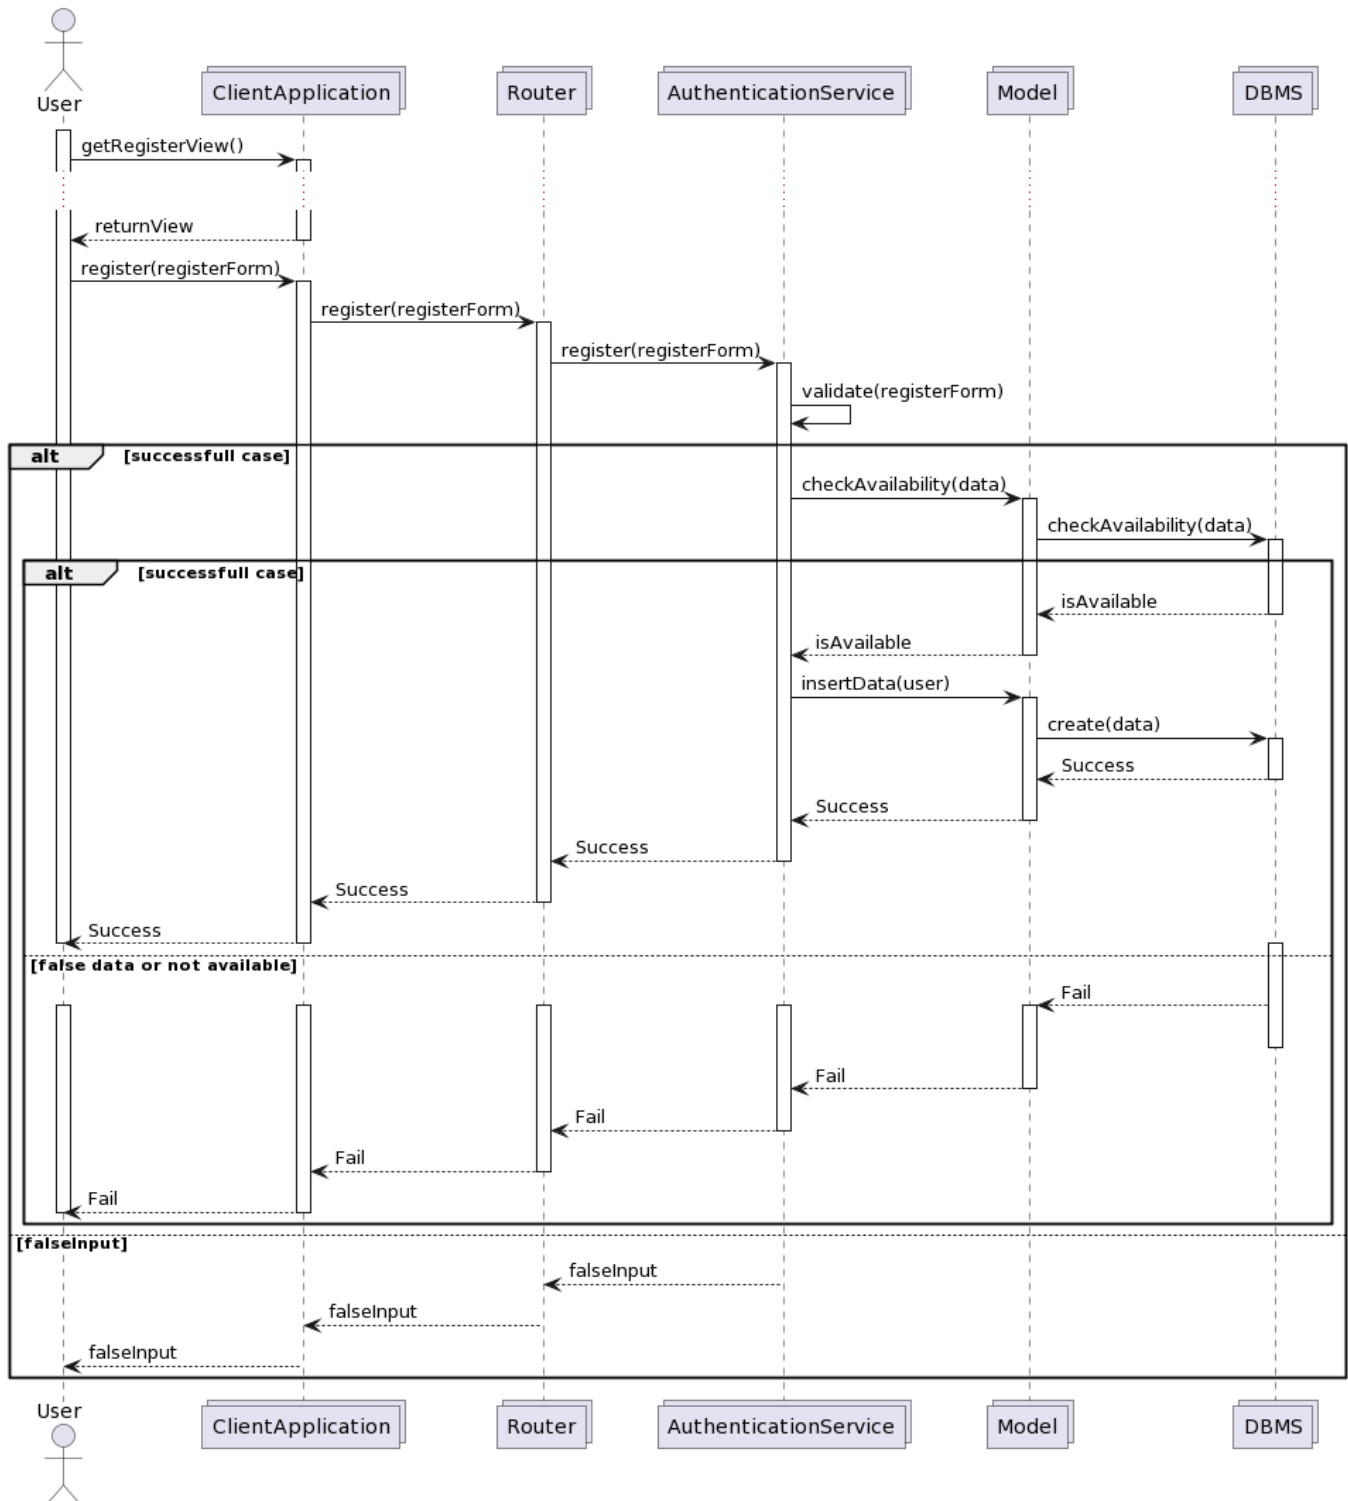 User
ClientApplication
Router
AuthenticationService
Model
DBMS
getRegisterView()
returnView
register(registerForm)
register(registerForm)
register(registerForm)
validate(registerForm)
alt [successfull case]
checkAvailability(data)
checkAvailability(data)
alt [successfull case]
isAvailable
isAvailable
insertData(user)
create(data)
Success
Success
Success
Success
Success
[false data or not available]
Fail
Fail
Fail
Fail
Fail
[falseInput]
falseInput
falseInput
falseInput
User
ClientApplication
Router
AuthenticationService
Model
DBMS